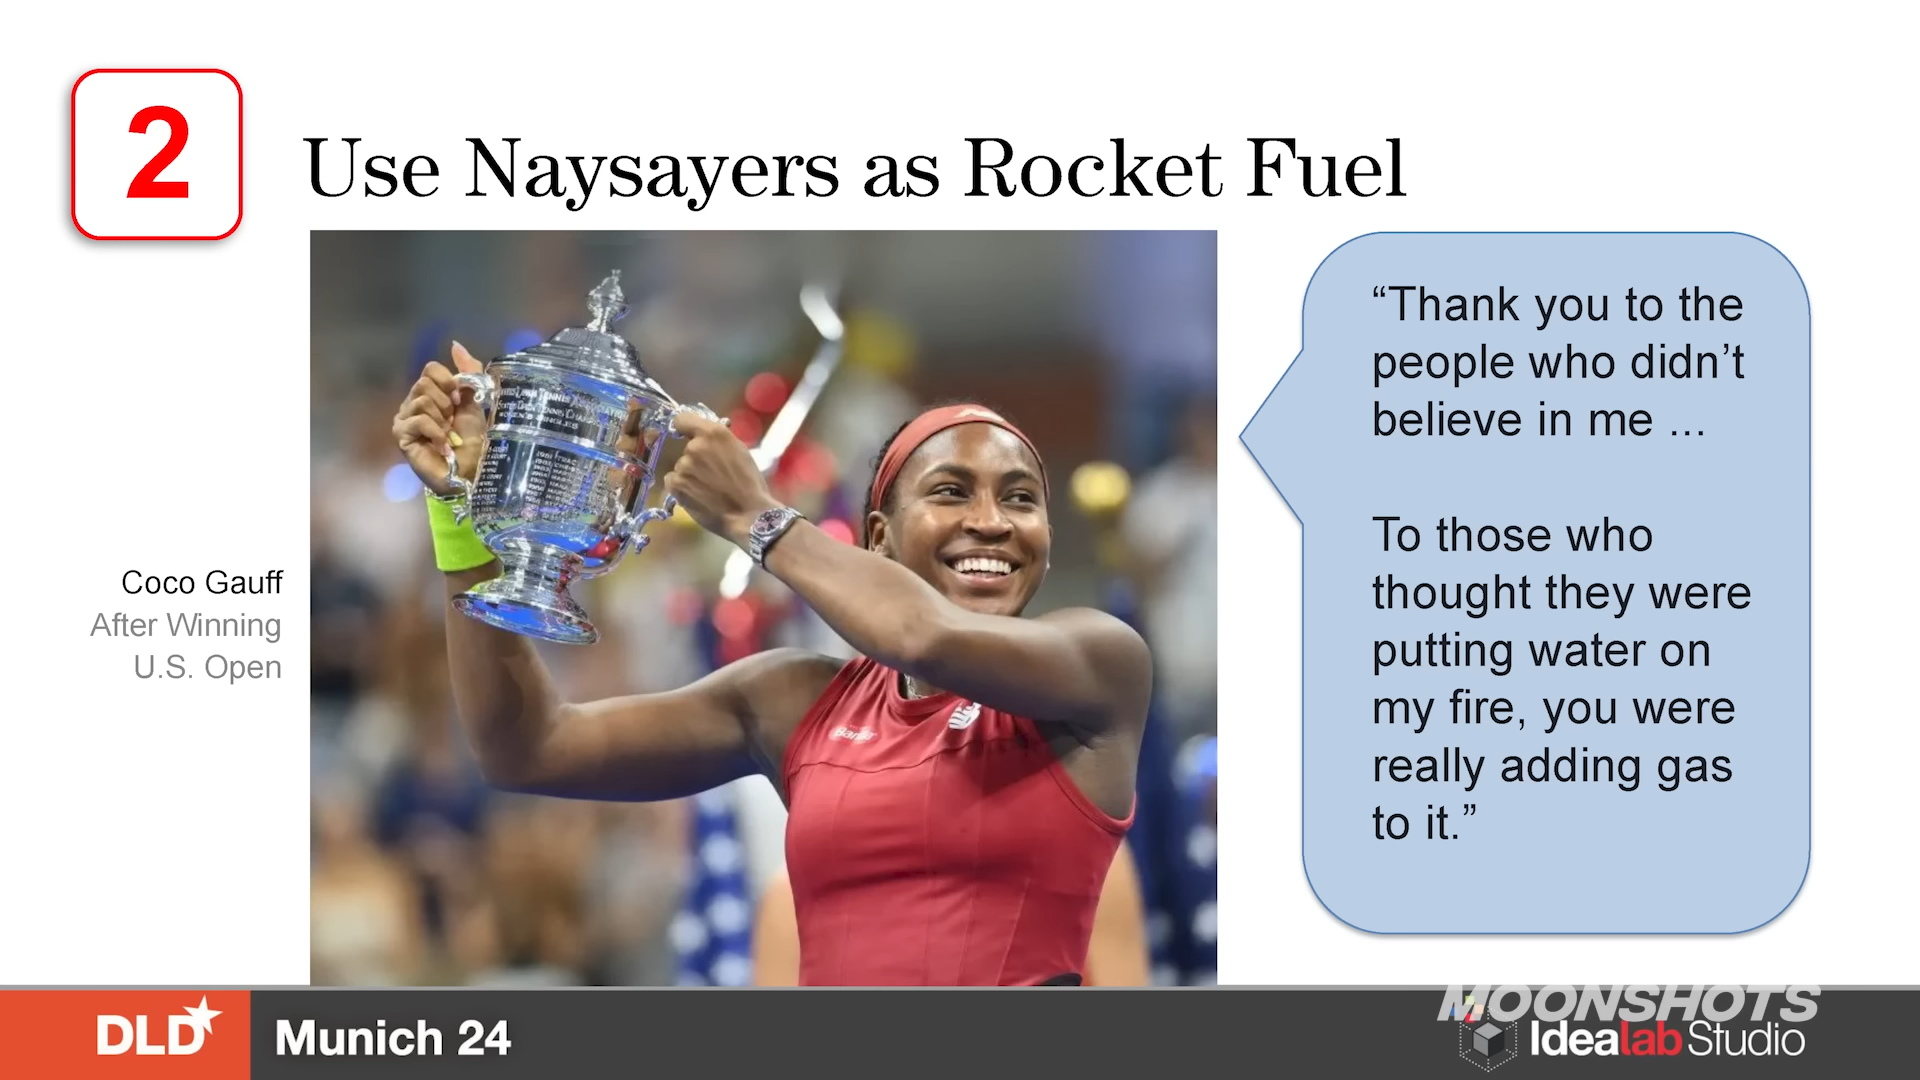 2
Use Naysayers as Rocket Fuel
“Thank you to the
people who didn’t
believe in me ...
To those who
thought they were
putting water on
my fire, you were
really adding gas
to it.”
Coco Gauff
After Winning
U.S. Open
DLD
Munich 24
MOONSHOTS
Idealab Studio